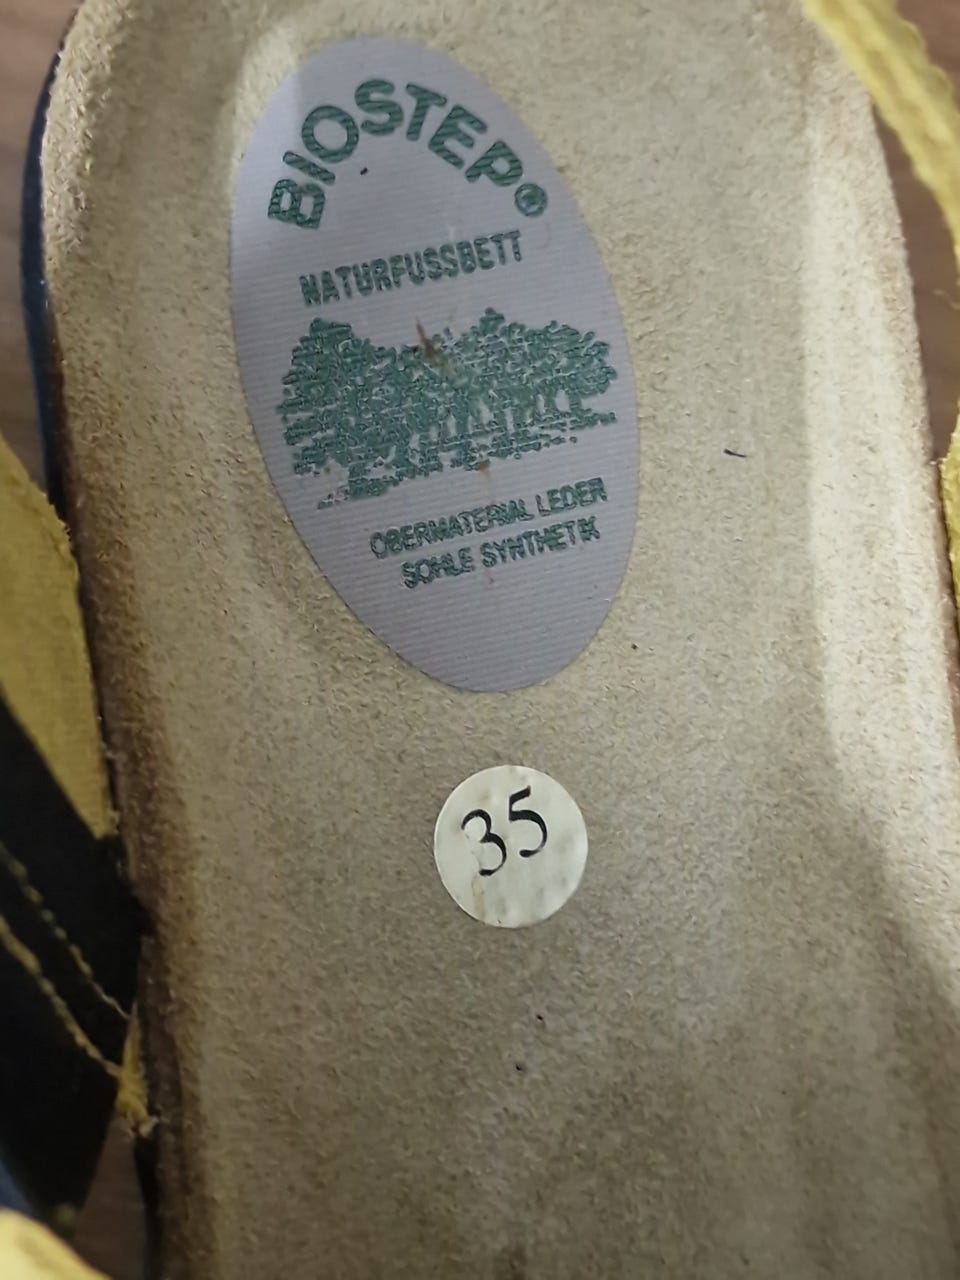 BIOSTEP®
NATURFUSSBETT
OBERMATERIAL LEDER
SOHLE SYNTHETIK
35